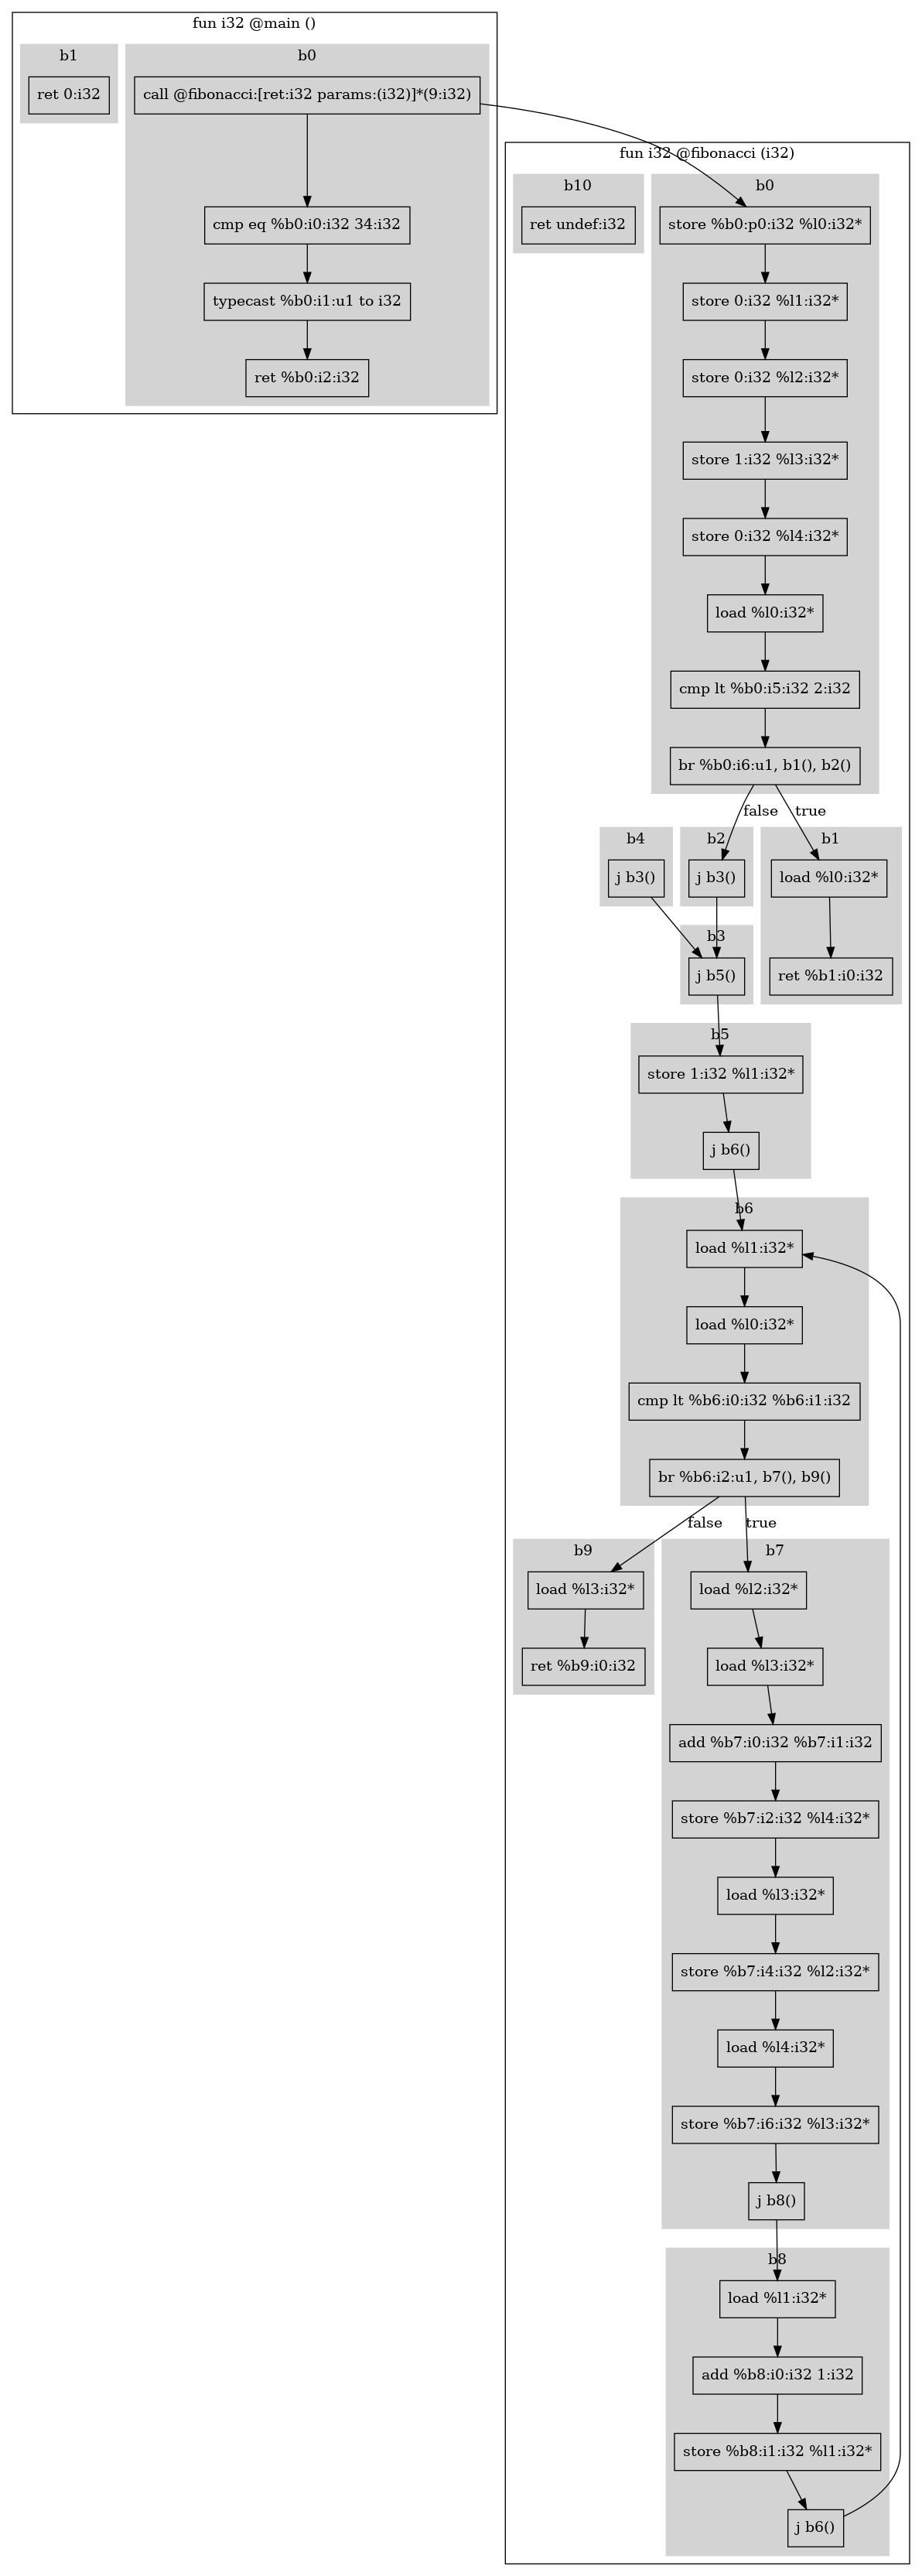 fun i32 @main ()
b1
ret 0:i32
b0
call @fibonacci:[ret:i32 params:(i32)]*(9:i32)
cmp eq %b0:i0:i32 34:i32
typecast %b0:i1:u1 to i32
ret %b0:i2:i32
fun i32 @fibonacci (i32)
b10
ret undef:i32
b0
store %b0:p0:i32 %l0:i32*
store 0:i32 %l1:i32*
store 0:i32 %l2:i32*
store 1:i32 %l3:i32*
store 0:i32 %l4:i32*
load %l0:i32*
cmp lt %b0:i5:i32 2:i32
br %b0:i6:u1, b1(), b2()
false
true
b4
j b3()
b2
j b3()
b1
load %l0:i32*
ret %b1:i0:i32
b3
j b5()
b5
store 1:i32 %l1:i32*
j b6()
b6
load %l1:i32*
load %l0:i32*
cmp lt %b6:i0:i32 %b6:i1:i32
br %b6:i2:u1, b7(), b9()
false
true
b9
load %l3:i32*
ret %b9:i0:i32
b7
load %l2:i32*
load %l3:i32*
add %b7:i0:i32 %b7:i1:i32
store %b7:i2:i32 %l4:i32*
load %l3:i32*
store %b7:i4:i32 %l2:i32*
load %l4:i32*
store %b7:i6:i32 %l3:i32*
j b8()
b8
load %l1:i32*
add %b8:i0:i32 1:i32
store %b8:i1:i32 %l1:i32*
j b6()